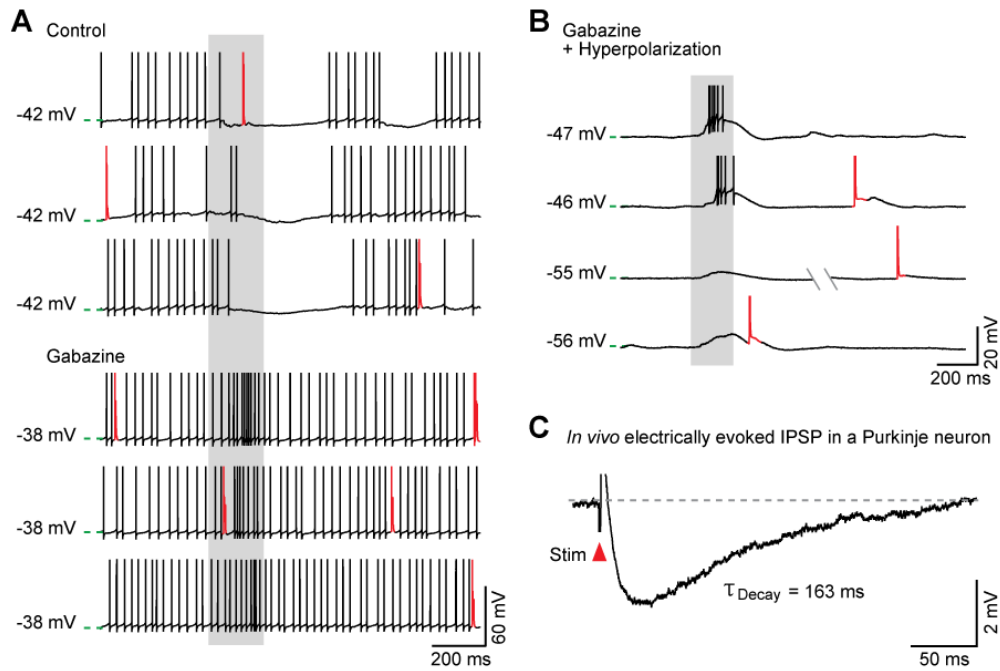 A
Control
-42 mV
-42 mV
-42 mV
Gabazine
-38 mV
-38 mV
-38 mV
60 mV
200 ms
B
Gabazine
+ Hyperpolarization
-47 mV
-46 mV
-55 mV
-56 mV
20 mV
200 ms
C
In vivo electrically evoked IPSP in a Purkinje neuron
Stim
τDecay = 163 ms
2 mV
50 ms